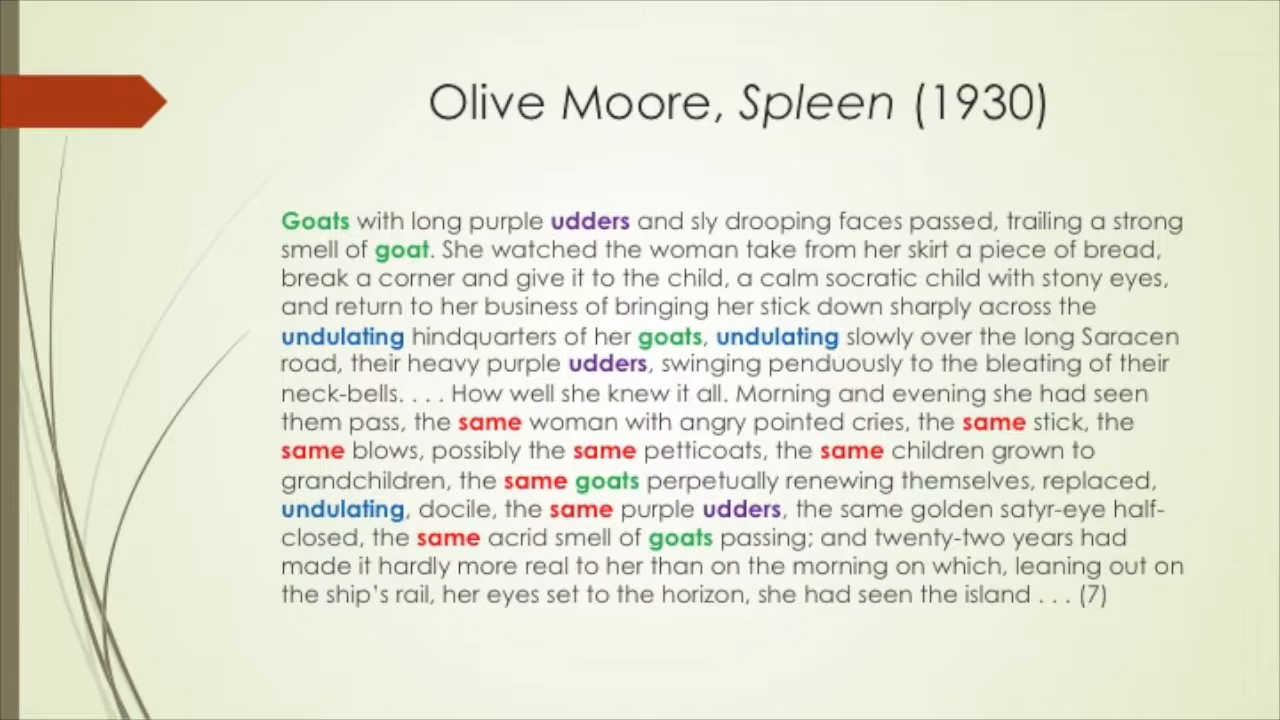 Olive Moore, Spleen (1930)
Goats with long purple udders and sly drooping faces passed, trailing a strong
smell of goat. She watched the woman take from her skirt a piece of bread,
break a corner and give it to the child, a calm socratic child with stony eyes,
and return to her business of bringing her stick down sharply across the
undulating hindquarters of her goats, undulating slowly over the long Saracen
road, their heavy purple udders, swinging penduously to the bleating of their
neck-bells. . . . How well she knew it all. Morning and evening she had seen
them pass, the same woman with angry pointed cries, the same stick, the
same blows, possibly the same petticoats, the same children grown to
grandchildren, the same goats perpetually renewing themselves, replaced,
undulating, docile, the same purple udders, the same golden satyr-eye half-
closed, the same acrid smell of goats passing; and twenty-two years had
made it hardly more real to her than on the morning on which, leaning out on
the ship's rail, her eyes set to the horizon, she had seen the island . . . (7)